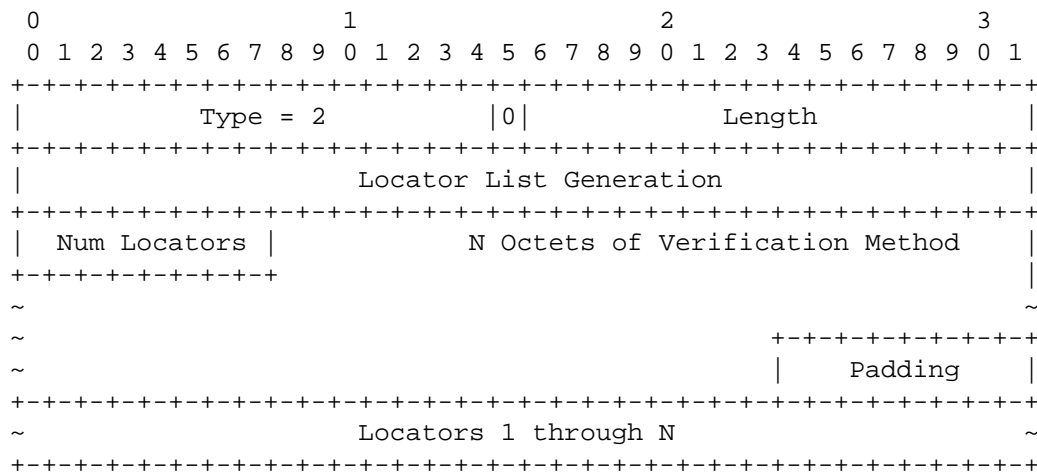 0                   1                   2                   3
 0 1 2 3 4 5 6 7 8 9 0 1 2 3 4 5 6 7 8 9 0 1 2 3 4 5 6 7 8 9 0 1
+-+-+-+-+-+-+-+-+-+-+-+-+-+-+-+-+-+-+-+-+-+-+-+-+-+-+-+-+-+-+-+-+
|           Type = 2          |0|            Length             |
+-+-+-+-+-+-+-+-+-+-+-+-+-+-+-+-+-+-+-+-+-+-+-+-+-+-+-+-+-+-+-+-+
|                     Locator List Generation                   |
+-+-+-+-+-+-+-+-+-+-+-+-+-+-+-+-+-+-+-+-+-+-+-+-+-+-+-+-+-+-+-+-+
|  Num Locators |            N Octets of Verification Method    |
+-+-+-+-+-+-+-+-+                                               |
~                                                               ~
~                                               +-+-+-+-+-+-+-+-+
~                                               |    Padding    |
+-+-+-+-+-+-+-+-+-+-+-+-+-+-+-+-+-+-+-+-+-+-+-+-+-+-+-+-+-+-+-+-+
~                     Locators 1 through N                      ~
+-+-+-+-+-+-+-+-+-+-+-+-+-+-+-+-+-+-+-+-+-+-+-+-+-+-+-+-+-+-+-+-+